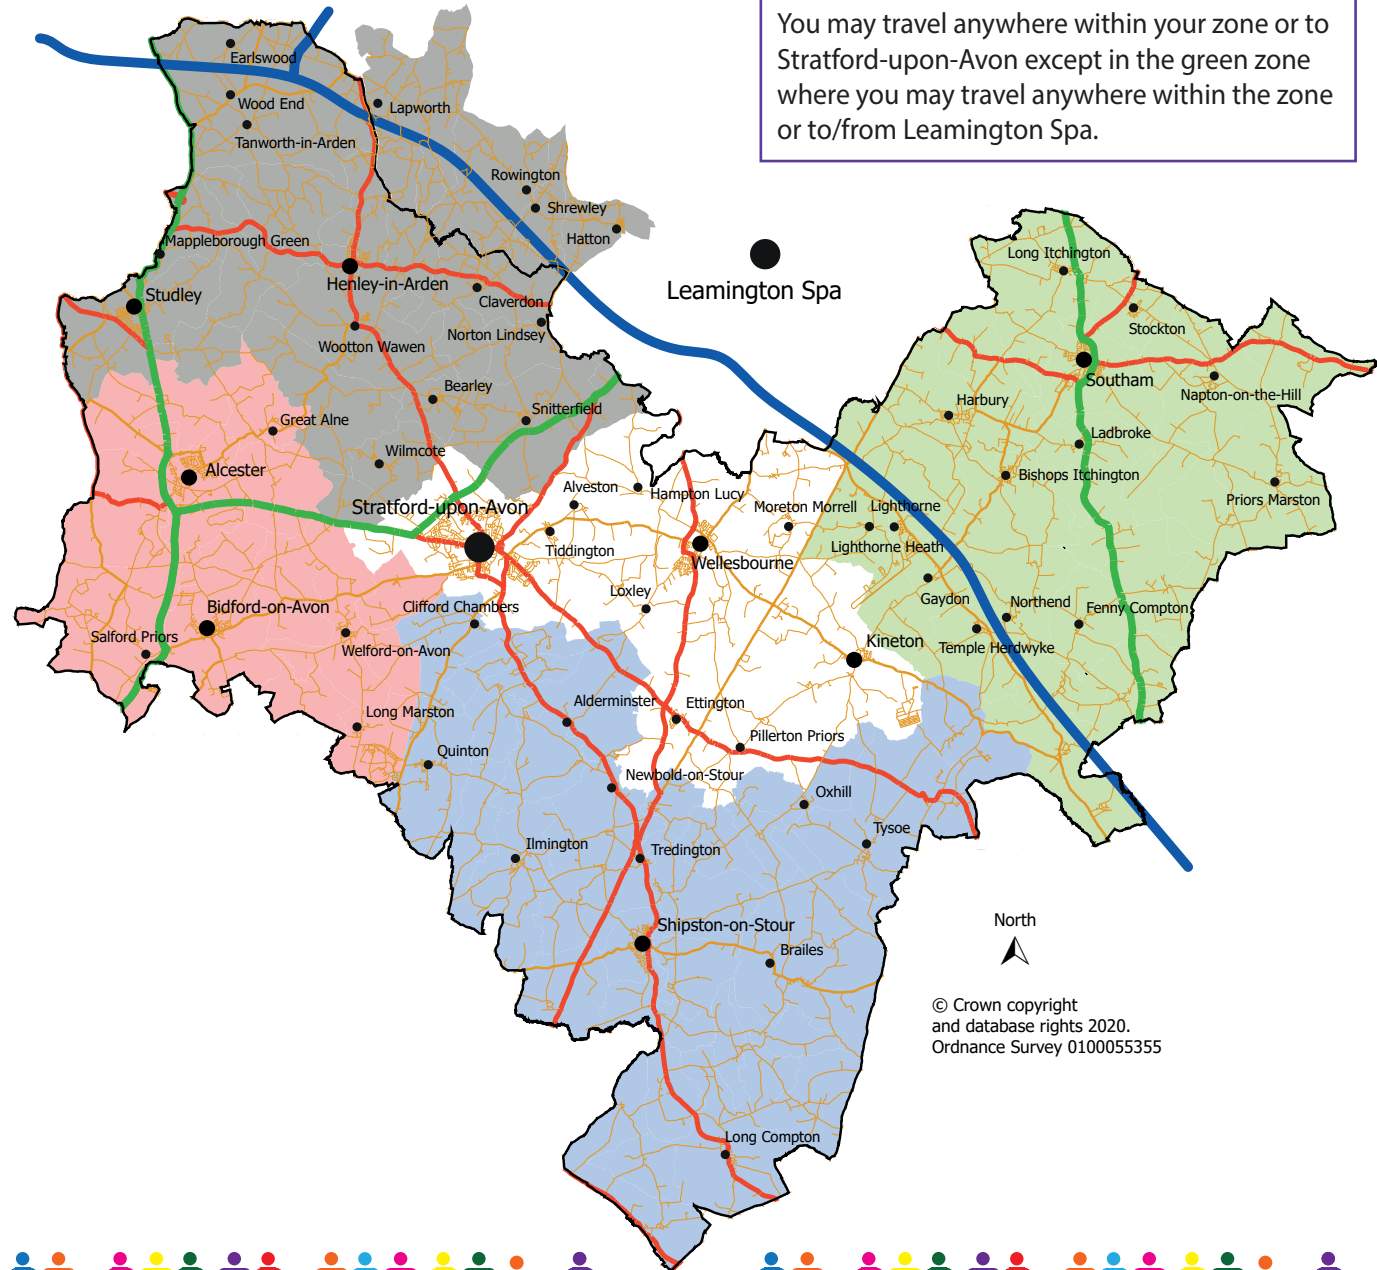 You may travel anywhere within your zone or to
Stratford-upon-Avon except in the green zone
where you may travel anywhere within the zone
or to/from Leamington Spa.
Earlswood
Wood End
Lapworth
Tanworth-in-Arden
Rowington
Shrewley
Hatton
Mappleborough Green
Long Itchington
Henley-in-Arden
Leamington Spa
Studley
Claverdon
Stockton
Norton Lindsey
Wootton Wawen
Southam
Bearley
Napton-on-the-Hill
Harbury
Great Alne
Snitterfield
Ladbroke
Wilmcote
Alcester
Bishops Itchington
Alveston
Hampton Lucy
Priors Marston
Stratford-upon-Avon
Moreton Morrell
Lighthorne
Tiddington
Lighthorne Heath
Wellesbourne
Loxley
Gaydon
Northend
Fenny Compton
Bidford-on-Avon
Clifford Chambers
Salford Priors
Kineton
Welford-on-Avon
Temple Herdwyke
Alderminster
Ettington
Long Marston
Pillerton Priors
Quinton
Newbold-on-Stour
Oxhill
Tysoe
Ilmington
Tredington
North
Shipston-on-Stour
Brailes
© Crown copyright
and database rights 2020.
Ordnance Survey 0100055355
Long Compton